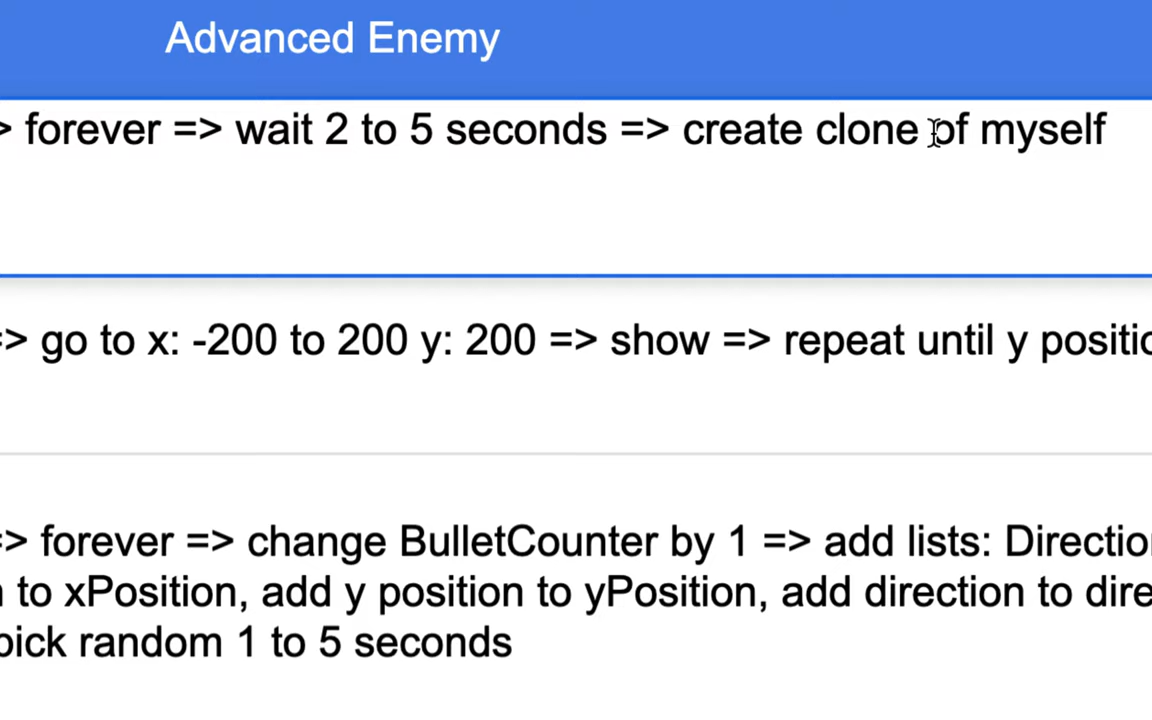 Advanced Enemy
> forever => wait 2 to 5 seconds => create clone of myself
=> go to x: -200 to 200 y: 200 => show => repeat until y positic
=> forever => change BulletCounter by 1 => add lists: Directio
to xPosition, add y position to yPosition, add direction to dire
pick random 1 to 5 seconds